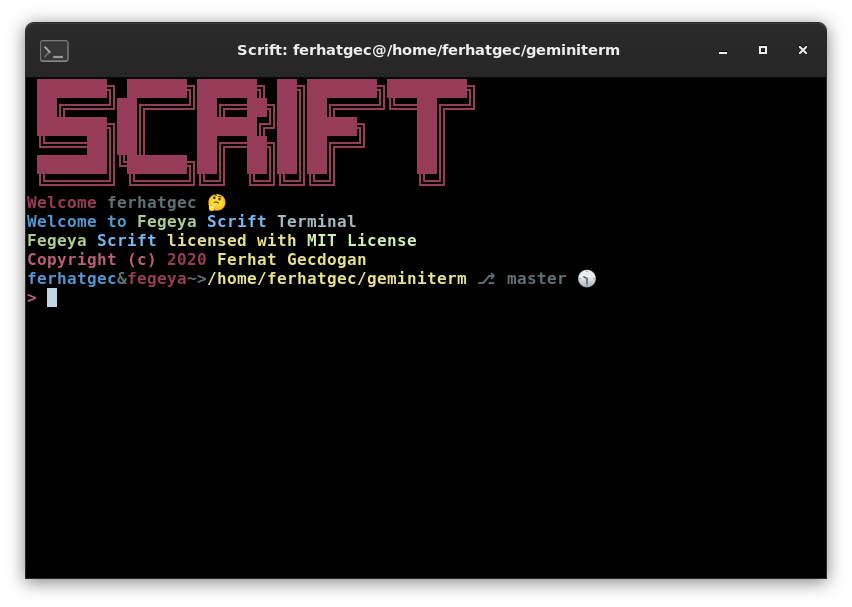 Scrift: ferhatgec@/home/ferhatgec/geminiterm
SCRIFT
Welcome ferhatgec 🤔
Welcome to Fegeya Scrift Terminal
Fegeya Scrift licensed with MIT License
Copyright (c) 2020 Ferhat Gecdogan
ferhatgec&fegeya~>/home/ferhatgec/geminiterm ⎇ master 🕥
>